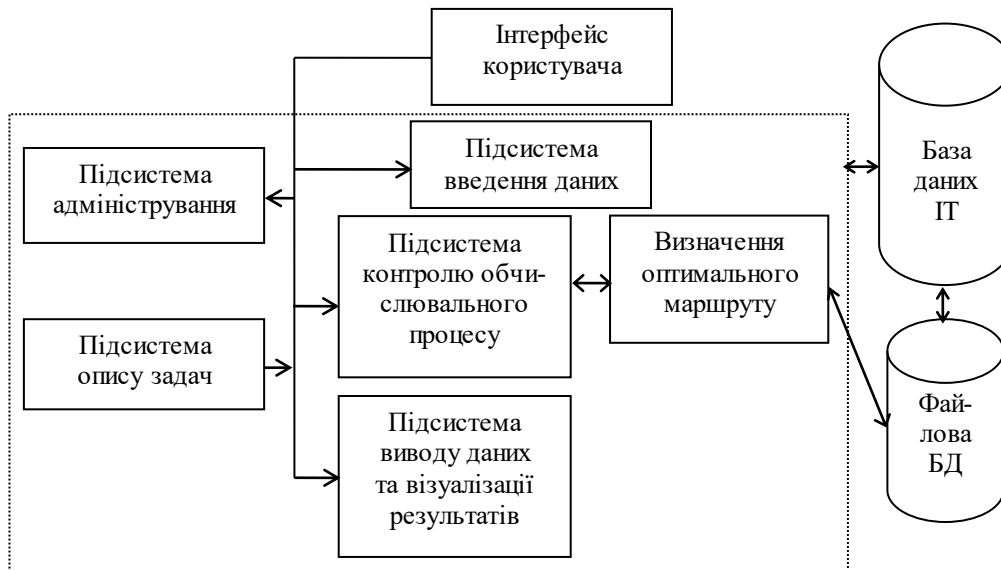 Інтерфейс
користувача
Підсистема
адміністрування
Підсистема
введення даних
База
даних
ІТ
Підсистема
контролю обчи-
слювального
процесу
Визначення
оптимального
маршруту
Підсистема
опису задач
Підсистема
виводу даних
та візуалізації
результатів
Фай-
лова
БД